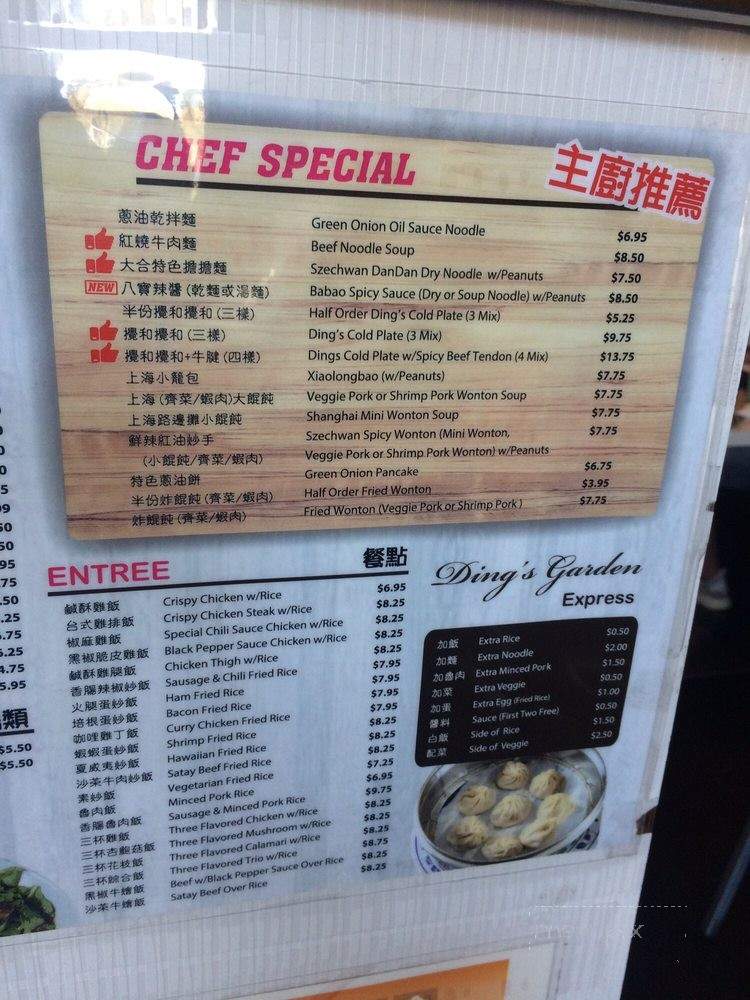 CHEF SPECIAL 主廚推薦
蔥油乾拌麵 Green Onion Oil Sauce Noodle $6.95
紅燒牛肉麵 Beef Noodle Soup $8.50
大合特色擔擔麵 Szechwan DanDan Dry Noodle w/Peanuts $7.50
NEW 八寶辣醬 (乾麵或湯麵) Babao Spicy Sauce (Dry or Soup Noodle) w/Peanuts $8.50
半份攪和攪和 (三樣) Half Order Ding's Cold Plate (3 Mix) $5.25
攪和攪和 (三樣) Ding's Cold Plate (3 Mix) $9.75
攪和攪和+牛腱 (四樣) Dings Cold Plate w/Spicy Beef Tendon (4 Mix) $13.75
上海小籠包 Xiaolongbao (w/Peanuts) $7.75
上海 (齊菜/蝦肉) 大餛飩 Veggie Pork or Shrimp Pork Wonton Soup $7.75
上海路邊攤小餛飩 Shanghai Mini Wonton Soup $7.75
鮮辣紅油妙手 Szechwan Spicy Wonton (Mini Wonton, $7.75
(小餛飩/齊菜/蝦肉) Veggie Pork or Shrimp Pork Wonton) w/Peanuts
特色蔥油餅 Green Onion Pancake $6.75
半份炸餛飩 (齊菜/蝦肉) Half Order Fried Wonton $3.95
炸餛飩 (齊菜/蝦肉) Fried Wonton (Veggie Pork or Shrimp Pork ) $7.75
ENTREE 餐點
鹹酥雞飯 Crispy Chicken w/Rice $6.95
台式雞排飯 Crispy Chicken Steak w/Rice $8.25
椒麻雞飯 Special Chili Sauce Chicken w/Rice $8.25
黑椒脆皮雞飯 Black Pepper Sauce Chicken w/Rice $8.25
鹹酥雞腿飯 Chicken Thigh w/Rice $8.25
香腸辣椒炒飯 Sausage & Chili Fried Rice $7.95
火腿蛋炒飯 Ham Fried Rice $7.95
培根蛋炒飯 Bacon Fried Rice $7.95
咖哩雞丁飯 Curry Chicken Fried Rice $7.95
蝦蝦蛋炒飯 Shrimp Fried Rice $8.25
夏威夷炒飯 Hawaiian Fried Rice $8.25
沙茶牛肉炒飯 Satay Beef Fried Rice $8.25
素炒飯 Vegetarian Fried Rice $7.25
魯肉飯 Minced Pork Rice $6.95
香腸魯肉飯 Sausage & Minced Pork Rice $9.75
三杯雞飯 Three Flavored Chicken w/Rice $8.25
三杯杏鮑菇飯 Three Flavored Mushroom w/Rice $8.25
三杯花枝飯 Three Flavored Calamari w/Rice $8.25
三杯綜合飯 Three Flavored Trio w/Rice $8.75
黑椒牛燴飯 Beef w/Black Pepper Sauce Over Rice $8.25
沙茶牛燴飯 Satay Beef Over Rice $8.25
Ding's Garden
Express
加飯 Extra Rice $0.50
加麵 Extra Noodle $2.00
加魯肉 Extra Minced Pork $1.50
加菜 Extra Veggie $0.50
加蛋 Extra Egg (Fried Rice) $1.00
醬料 Sauce (First Two Free) $0.50
白飯 Side of Rice $1.50
配菜 Side of Veggie $2.50
類
$5.50
$5.50